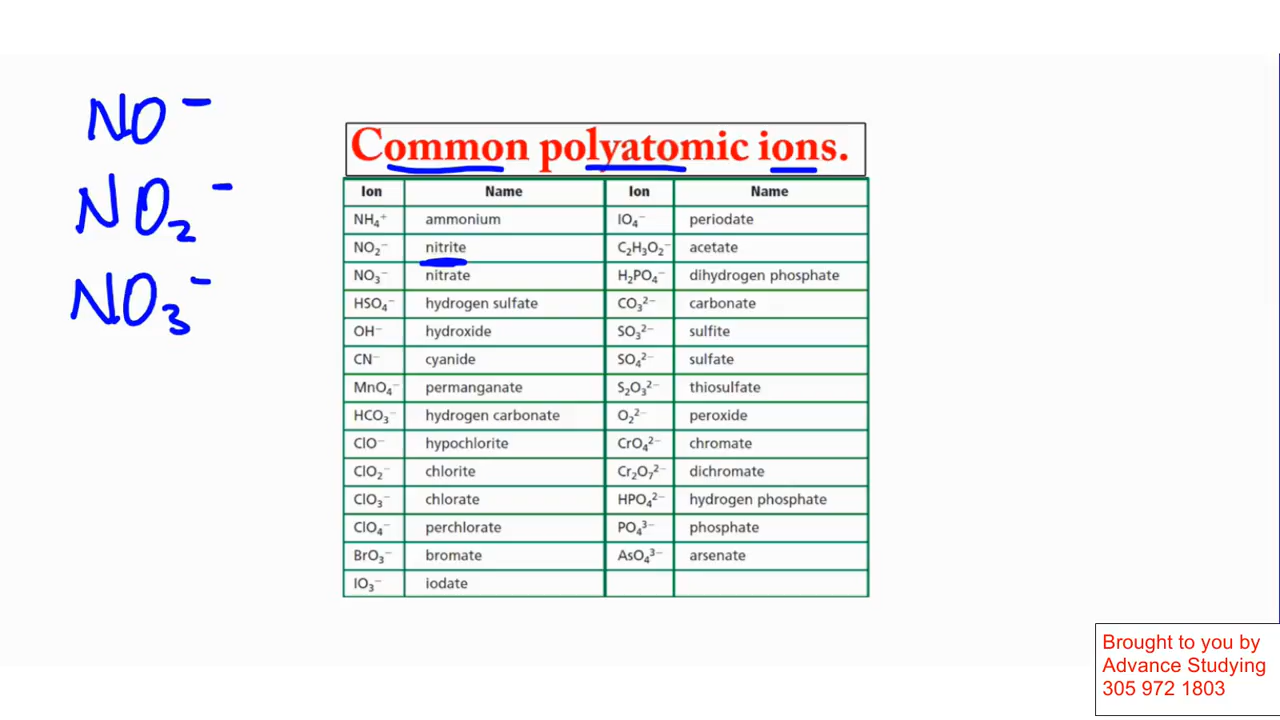 NO⁻
NO₂⁻
NO₃⁻
Common polyatomic ions.
Ion Name Ion Name
NH₄⁺ ammonium IO₄⁻ periodate
NO₂⁻ nitrite C₂H₃O₂⁻ acetate
NO₃⁻ nitrate H₂PO₄⁻ dihydrogen phosphate
HSO₄⁻ hydrogen sulfate CO₃²⁻ carbonate
OH⁻ hydroxide SO₃²⁻ sulfite
CN⁻ cyanide SO₄²⁻ sulfate
MnO₄⁻ permanganate S₂O₃²⁻ thiosulfate
HCO₃⁻ hydrogen carbonate O₂²⁻ peroxide
ClO⁻ hypochlorite CrO₄²⁻ chromate
ClO₂⁻ chlorite Cr₂O₇²⁻ dichromate
ClO₃⁻ chlorate HPO₄²⁻ hydrogen phosphate
ClO₄⁻ perchlorate PO₄³⁻ phosphate
BrO₃⁻ bromate AsO₄³⁻ arsenate
IO₃⁻ iodate
Brought to you by
Advance Studying
305 972 1803